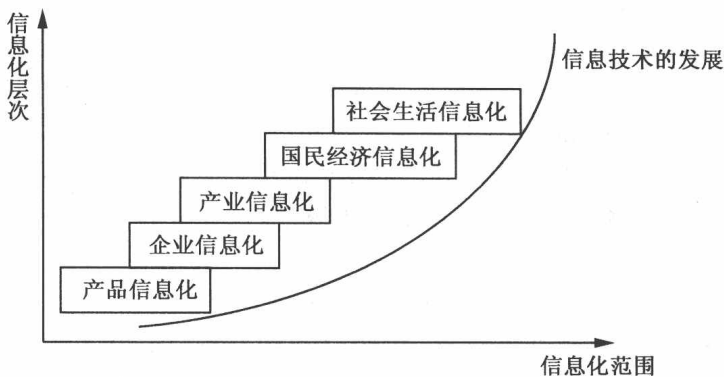 信息化层次
信息技术的发展
社会生活信息化
国民经济信息化
产业信息化
企业信息化
产品信息化
信息化范围